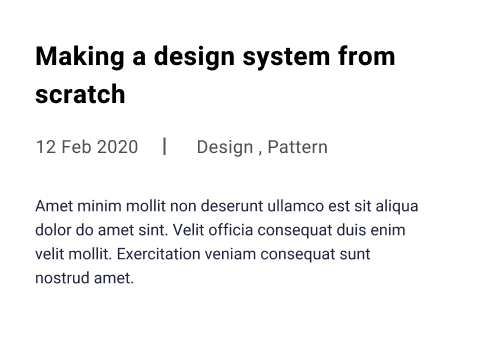 Making a design system from
scratch
12 Feb 2020 | Design , Pattern
Amet minim mollit non deserunt ullamco est sit aliqua
dolor do amet sint. Velit officia consequat duis enim
velit mollit. Exercitation veniam consequat sunt
nostrud amet.